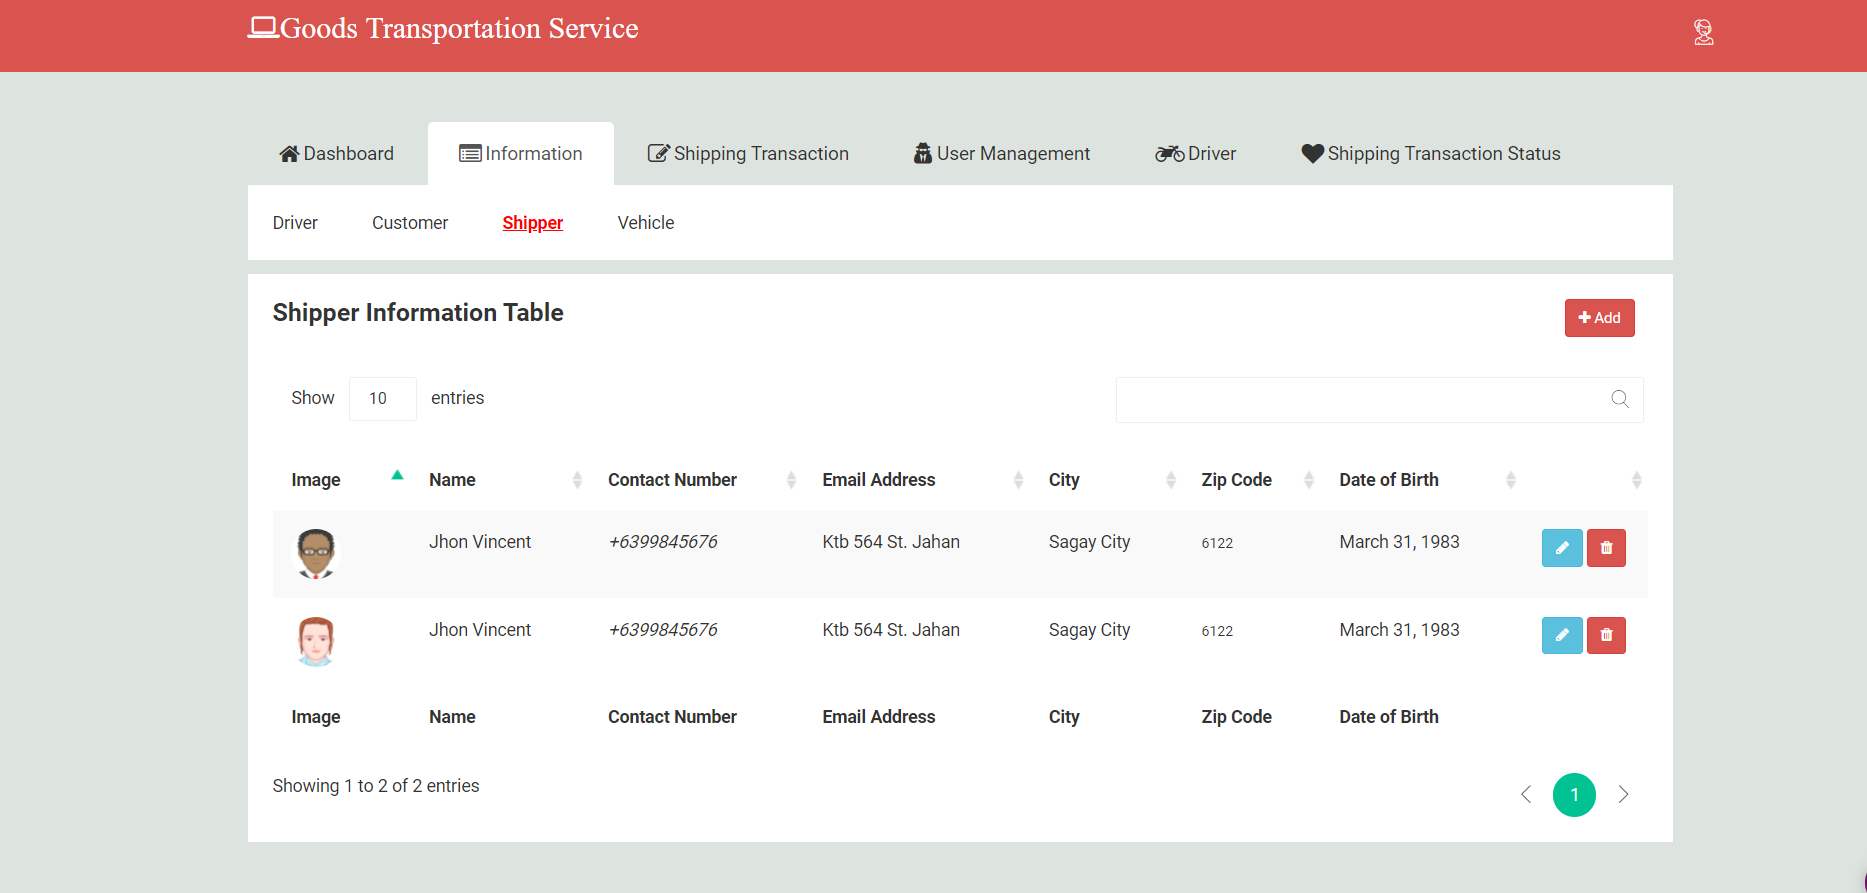 Goods Transportation Service
Dashboard Information Shipping Transaction User Management Driver Shipping Transaction Status
Driver Customer Shipper Vehicle
Shipper Information Table
Add
Show 10 entries
Image Name Contact Number Email Address City Zip Code Date of Birth
Jhon Vincent +6399845676 Ktb 564 St. Jahan Sagay City 6122 March 31, 1983
Jhon Vincent +6399845676 Ktb 564 St. Jahan Sagay City 6122 March 31, 1983
Image Name Contact Number Email Address City Zip Code Date of Birth
Showing 1 to 2 of 2 entries
1